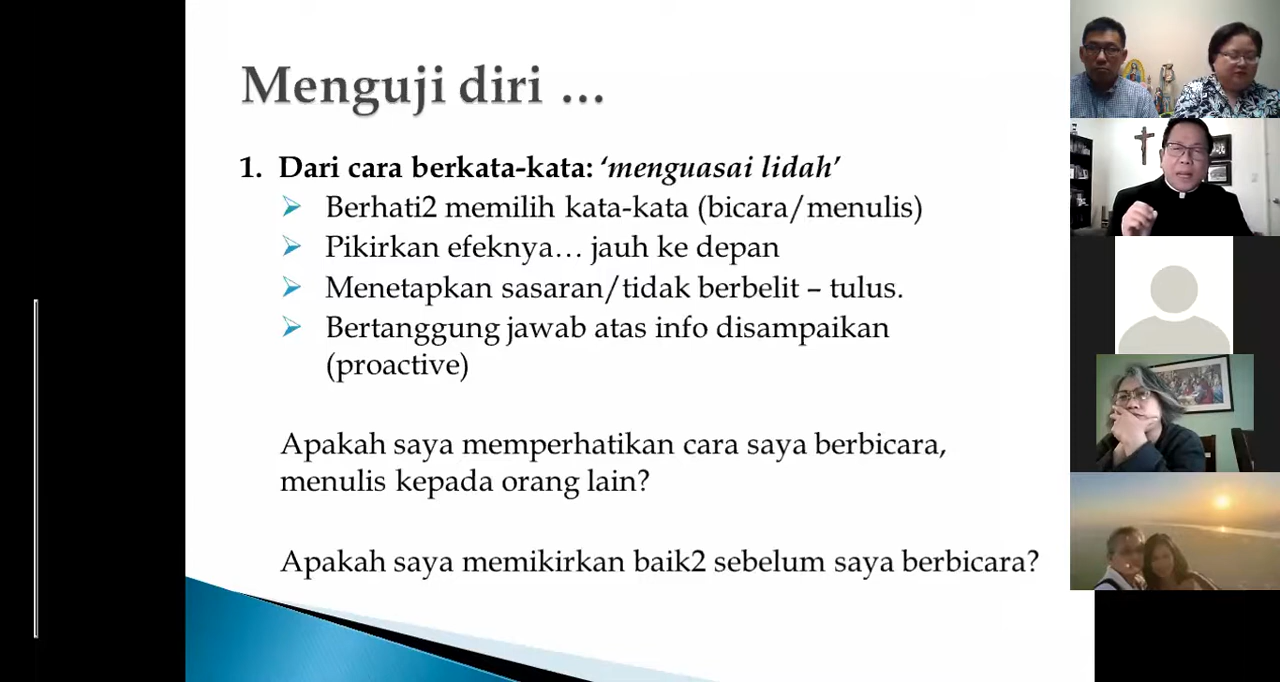 Menguji diri ...
1. Dari cara berkata-kata: ‘menguasai lidah’
➢ Berhati2 memilih kata-kata (bicara/menulis)
➢ Pikirkan efeknya... jauh ke depan
➢ Menetapkan sasaran/tidak berbelit – tulus.
➢ Bertanggung jawab atas info disampaikan
(proactive)
Apakah saya memperhatikan cara saya berbicara,
menulis kepada orang lain?
Apakah saya memikirkan baik2 sebelum saya berbicara?